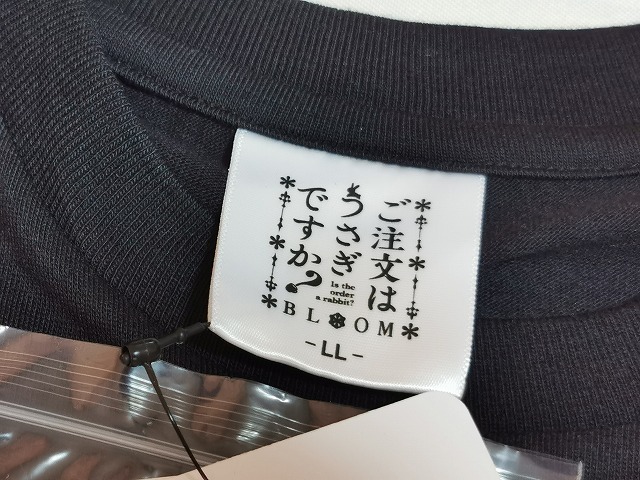 ご注文は
うさぎ
ですか?
Is the
order
a rabbit?
BLOOM
-LL-